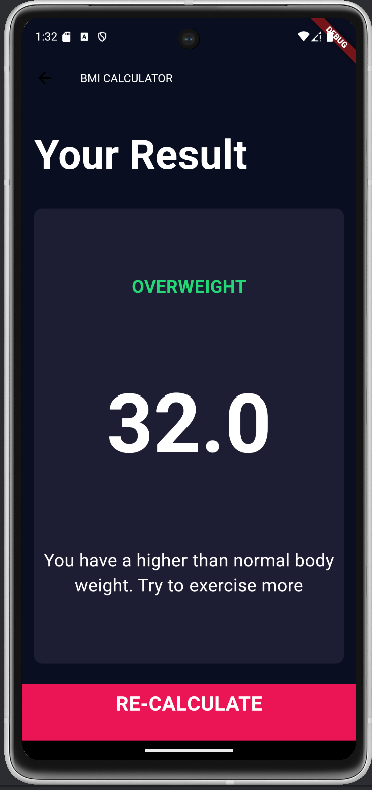 1:32
DEBUG
BMI CALCULATOR
Your Result
OVERWEIGHT
32.0
You have a higher than normal body
weight. Try to exercise more
RE-CALCULATE